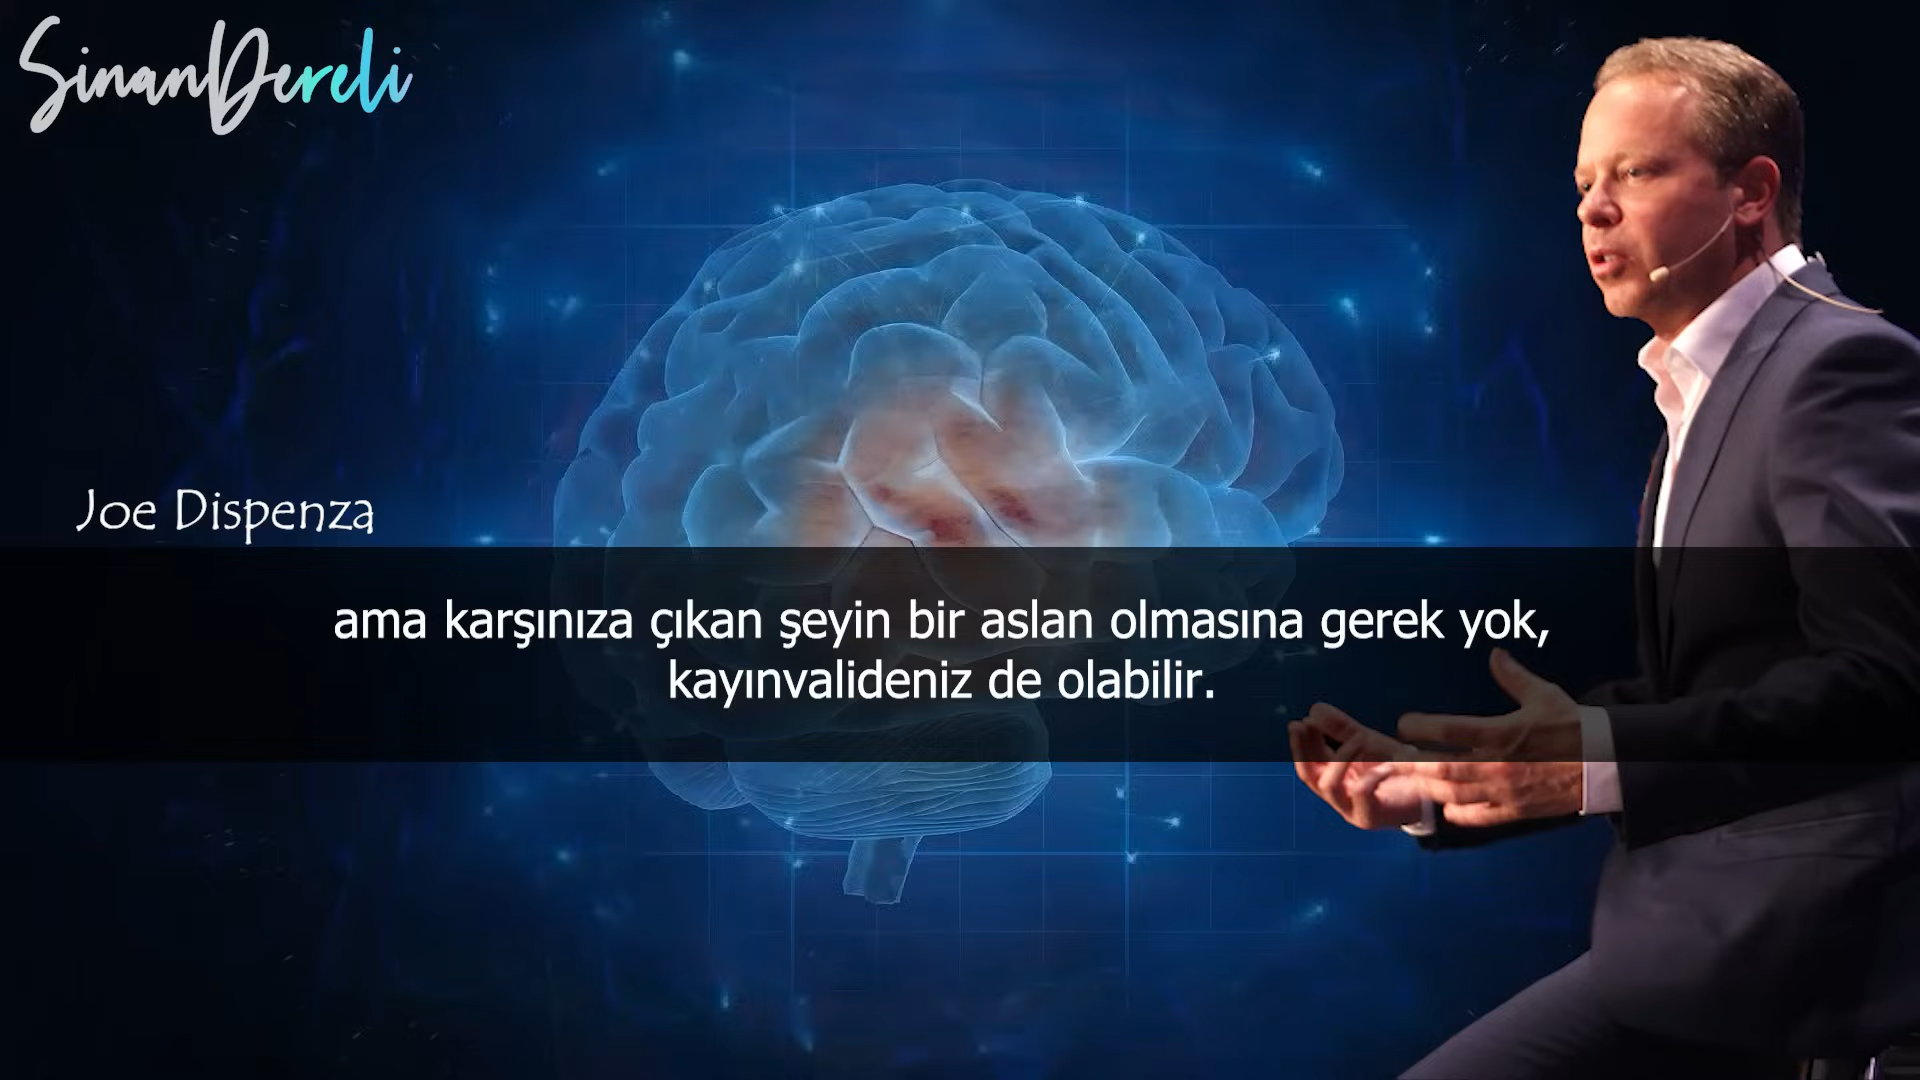 SinanDereli
Joe Dispenza
ama karşınıza çıkan şeyin bir aslan olmasına gerek yok,
kayınvalideniz de olabilir.